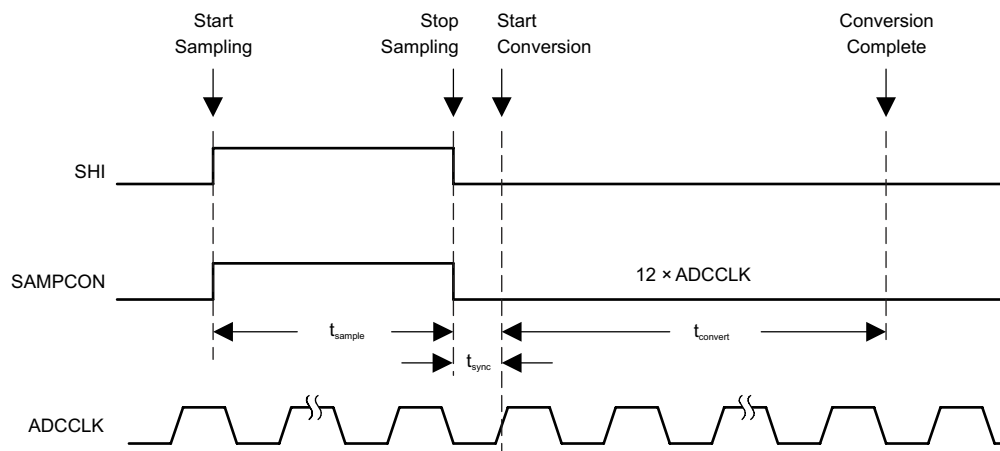 Start
Sampling
Stop
Sampling
Start
Conversion
Conversion
Complete
SHI
SAMPCON
12 × ADCCLK
tsample
tconvert
tsync
ADCCLK